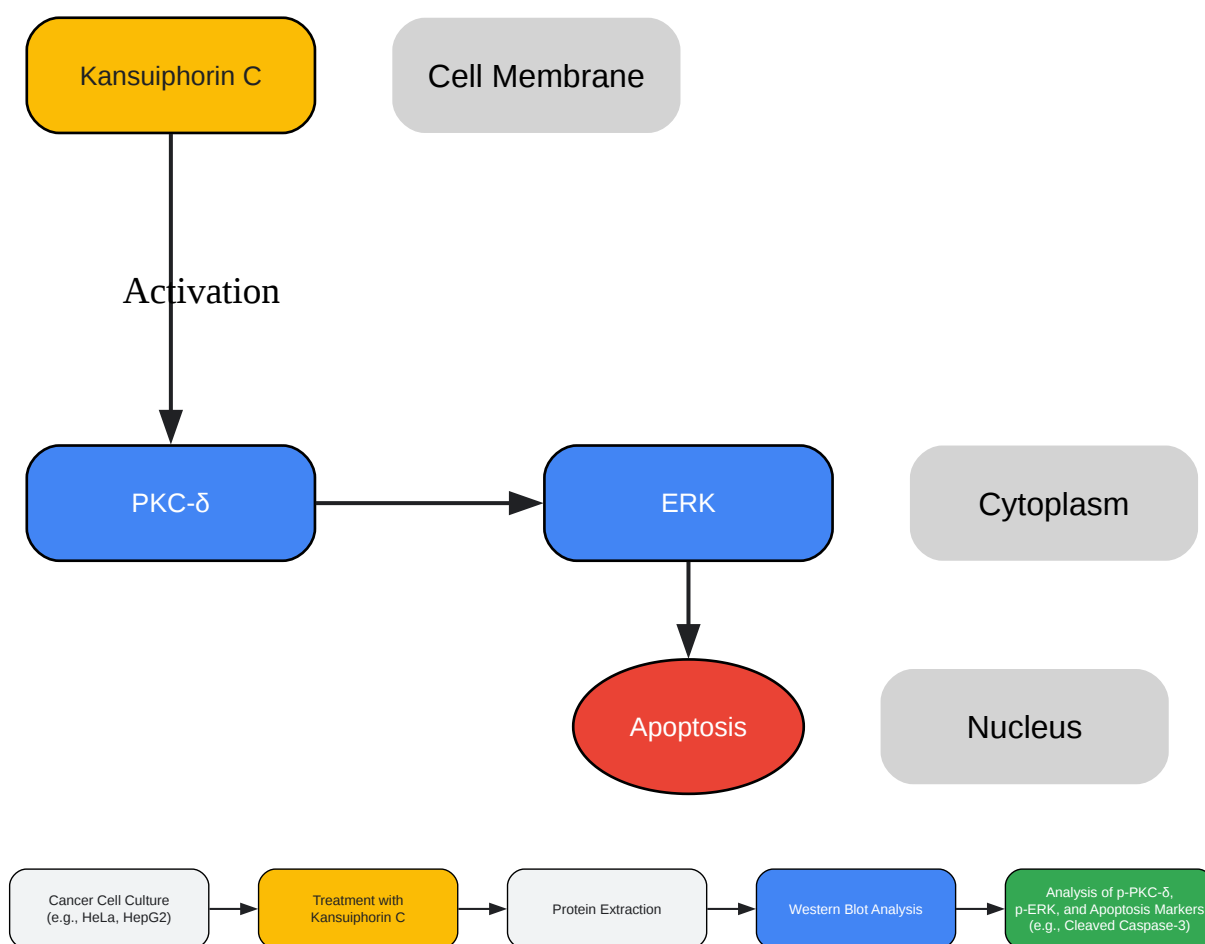 Kansuiphorin C
Cell Membrane
Activation
PKC-δ
ERK
Cytoplasm
Apoptosis
Nucleus
Cancer Cell Culture
(e.g., HeLa, HepG2)
Treatment with
Kansuiphorin C
Protein Extraction
Western Blot Analysis
Analysis of p-PKC-δ,
p-ERK, and Apoptosis Markers
(e.g., Cleaved Caspase-3)